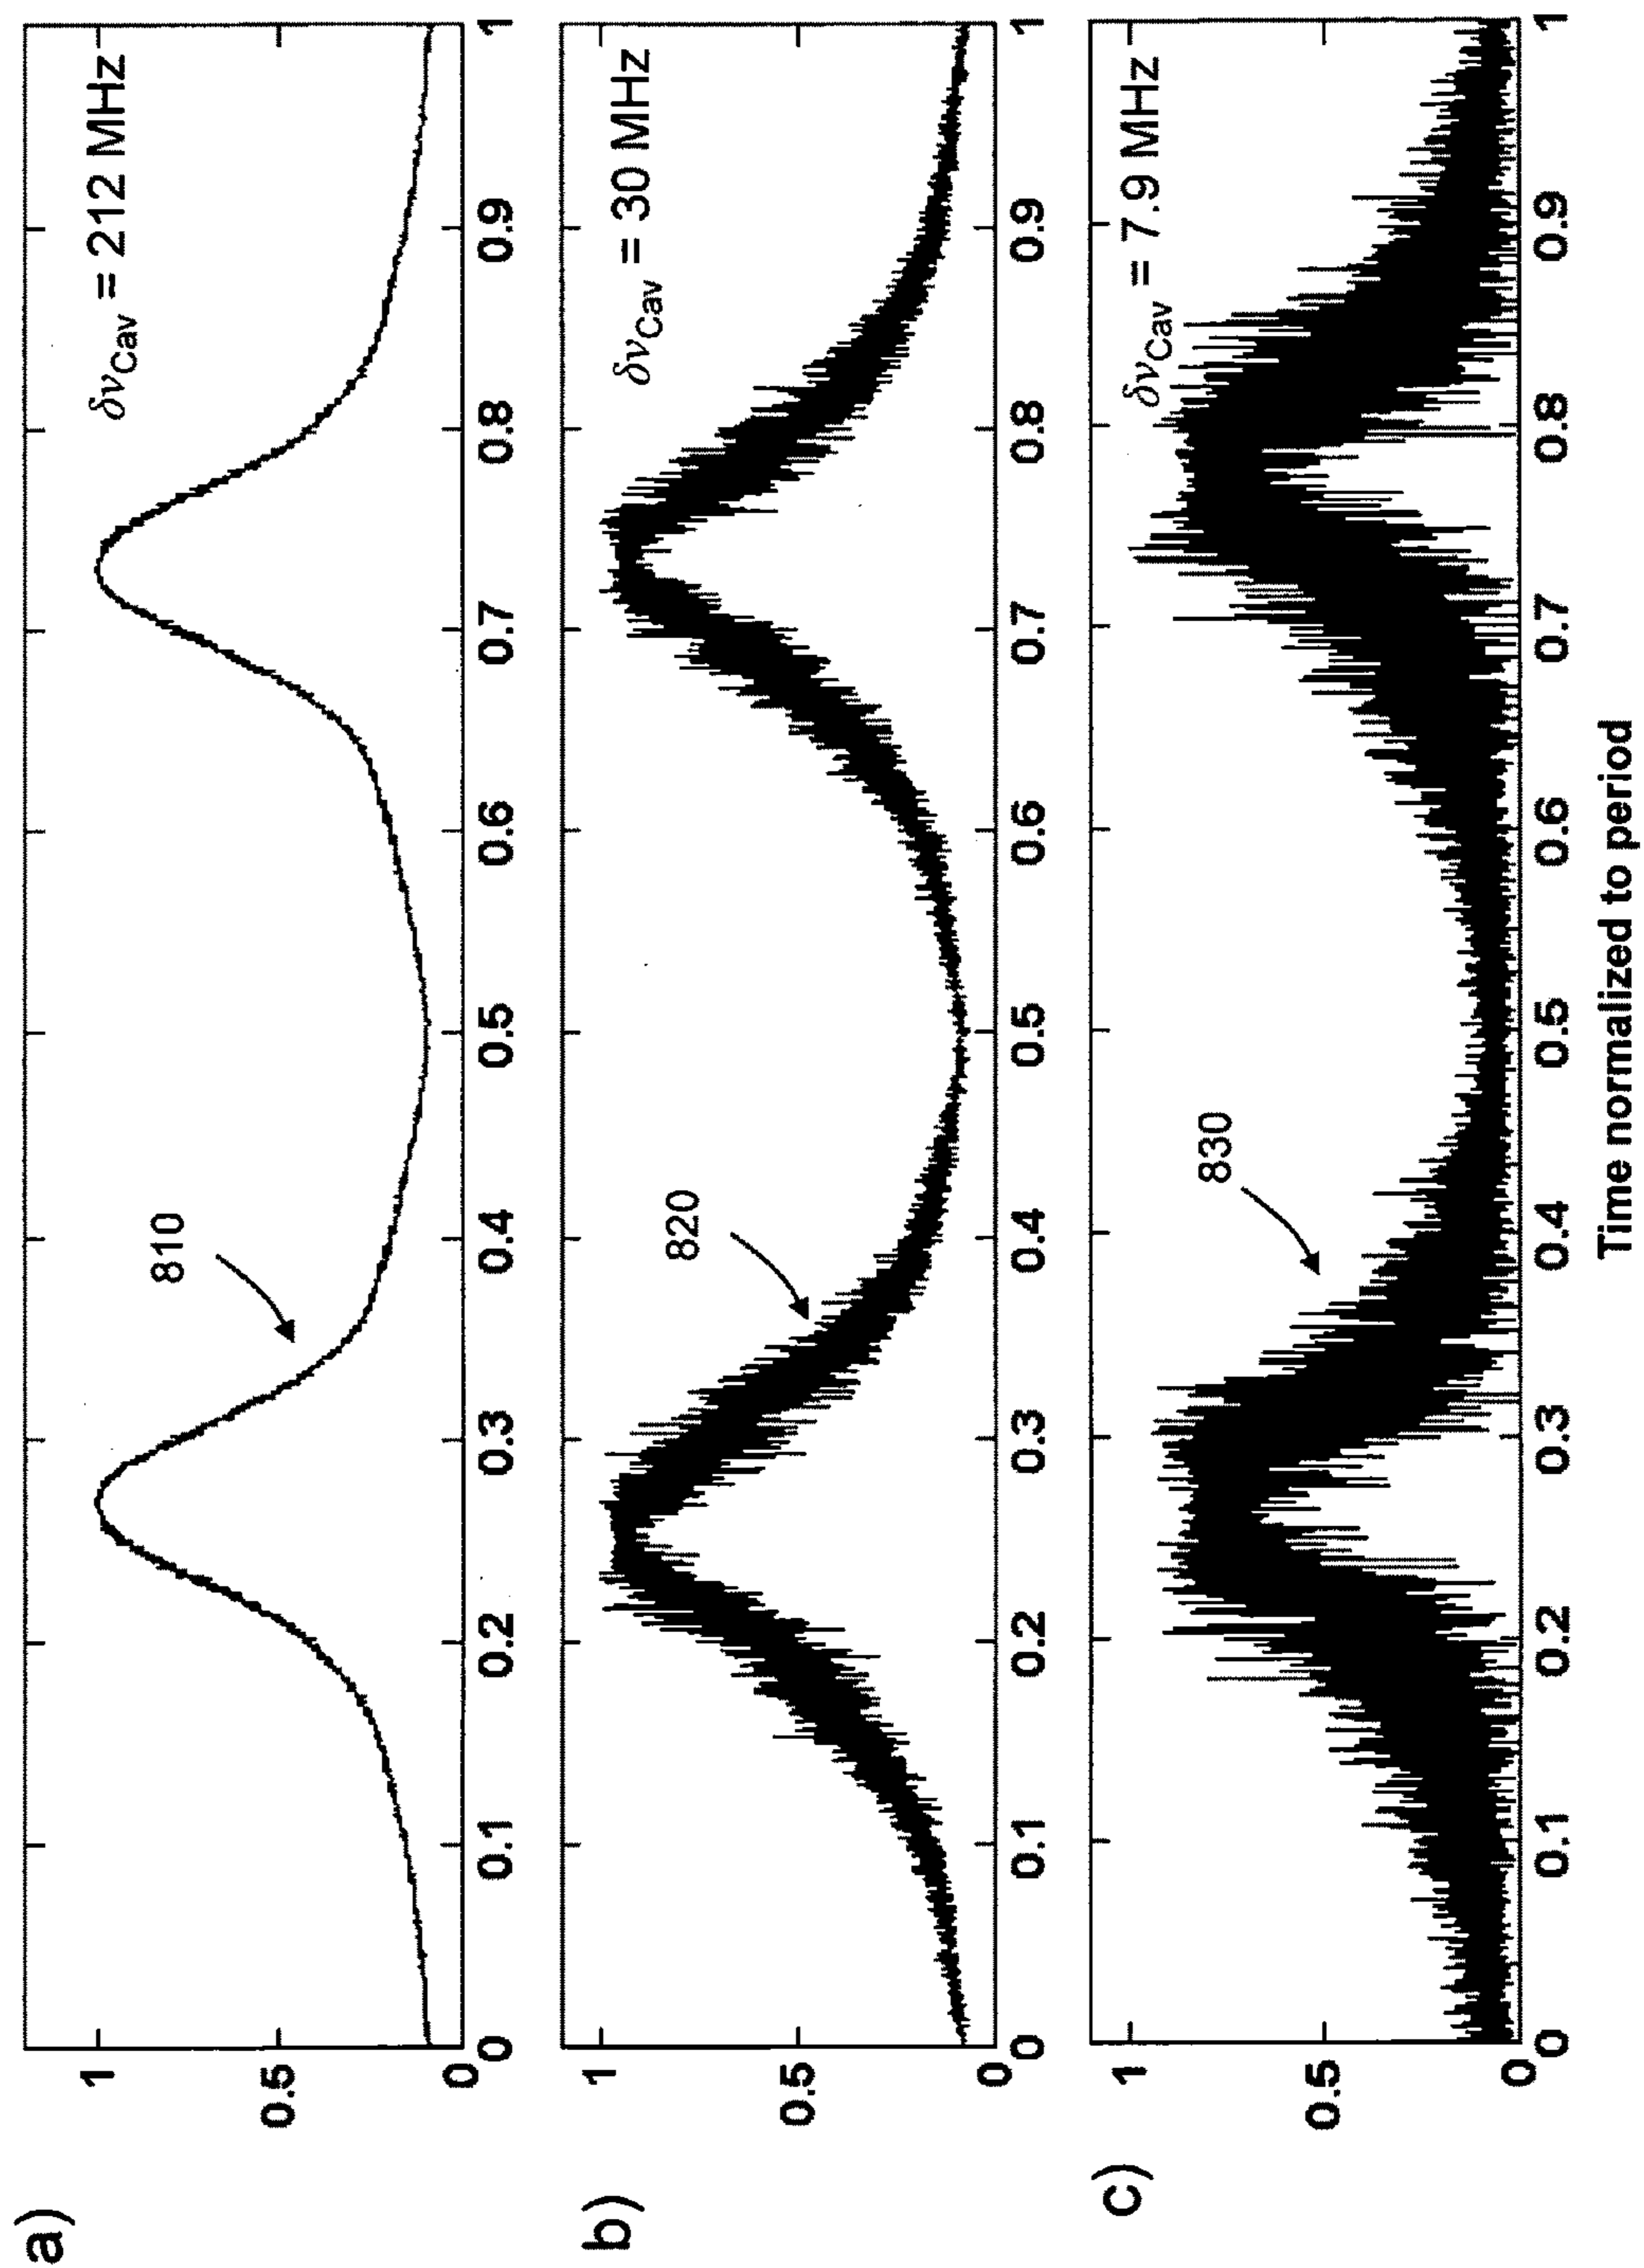 a)
δνCav = 212 MHz
810
1
0.5
0
0 0.1 0.2 0.3 0.4 0.5 0.6 0.7 0.8 0.9 1
b)
δνCav = 30 MHz
820
1
0.5
0
0 0.1 0.2 0.3 0.4 0.5 0.6 0.7 0.8 0.9 1
c)
δνCav = 7.9 MHz
830
1
0.5
0
0 0.1 0.2 0.3 0.4 0.5 0.6 0.7 0.8 0.9 1
Time normalized to period